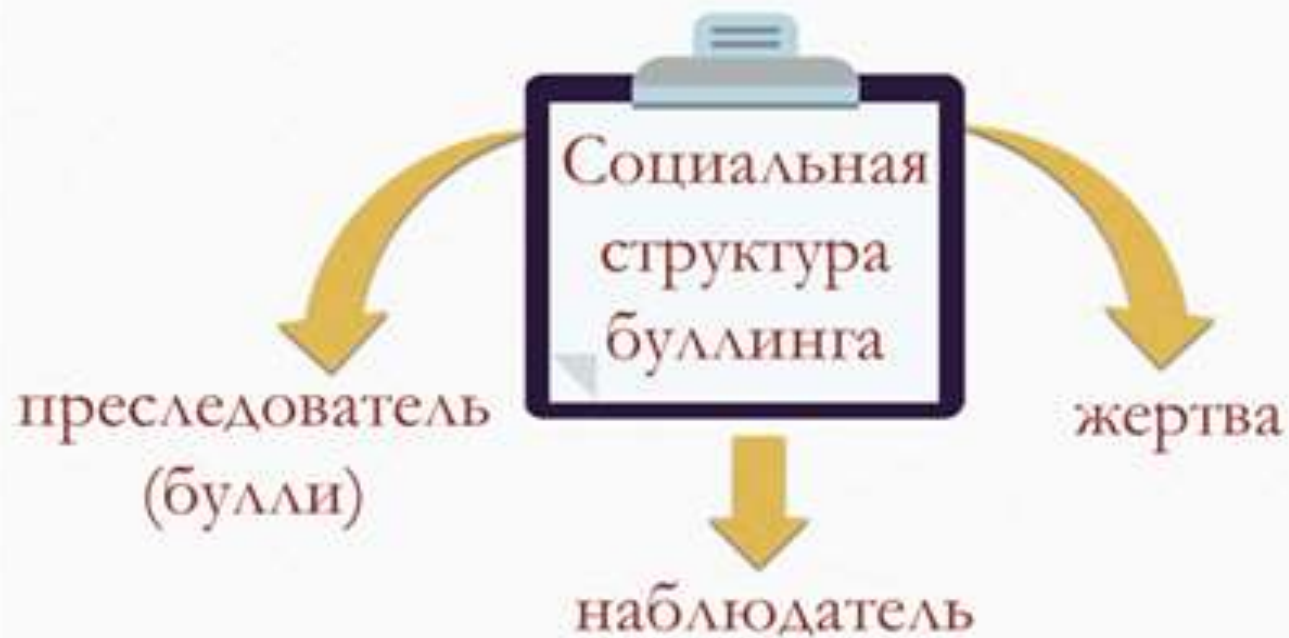 Социальная
структура
буллинга
преследователь
(булли)
жертва
наблюдатель